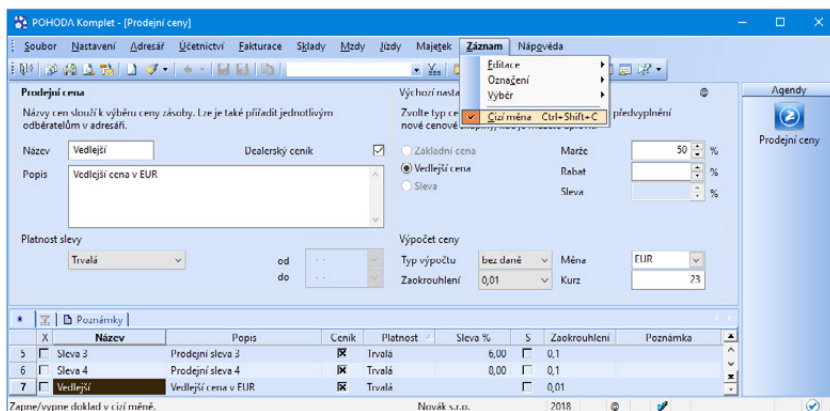 POHODA Komplet - [Prodejní ceny]
Soubor Nastavení Adresář Účetnictví Fakturace Sklady Mzdy Jízdy Majetek Záznam Nápověda
Editace
Označení
Výběr
Cizí měna Ctrl+Shift+C
Prodejní cena
Výchozí nasta
@
Agendy
Názvy cen slouží k výběru ceny zásoby. Lze je také přiřadit jednotlivým
odběratelům v adresáři.
Zvolte typ ce
předvyplnění
Prodejní ceny
Název Vedlejší Dealerský ceník
Základní cena Marže 50 %
Popis Vedlejší cena v EUR
Vedlejší cena Rabat %
Sleva Sleva %
Platnost slevy
Výpočet ceny
Trvalá od
Typ výpočtu bez daně Měna EUR
do
Zaokrouhlení 0,01 Kurz 23
* Poznámky
X Název Popis Ceník Platnost Sleva % S Zaokrouhlení Poznámka
5 Sleva 3 Prodejní sleva 3 Trvalá 6,00 0,1
6 Sleva 4 Prodejní sleva 4 Trvalá 8,00 0,1
7 Vedlejší Vedlejší cena v EUR Trvalá 0,01
Zapne/vypne doklad v cizí měně. Novák s.r.o. 2018 @